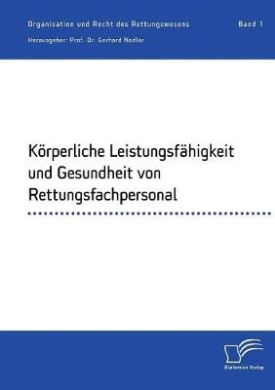 Organisation und Recht des Rettungswesens Band 1
Herausgeber: Prof. Dr. Gerhard Nadler
Körperliche Leistungsfähigkeit
und Gesundheit von
Rettungsfachpersonal
Diplomica Verlag